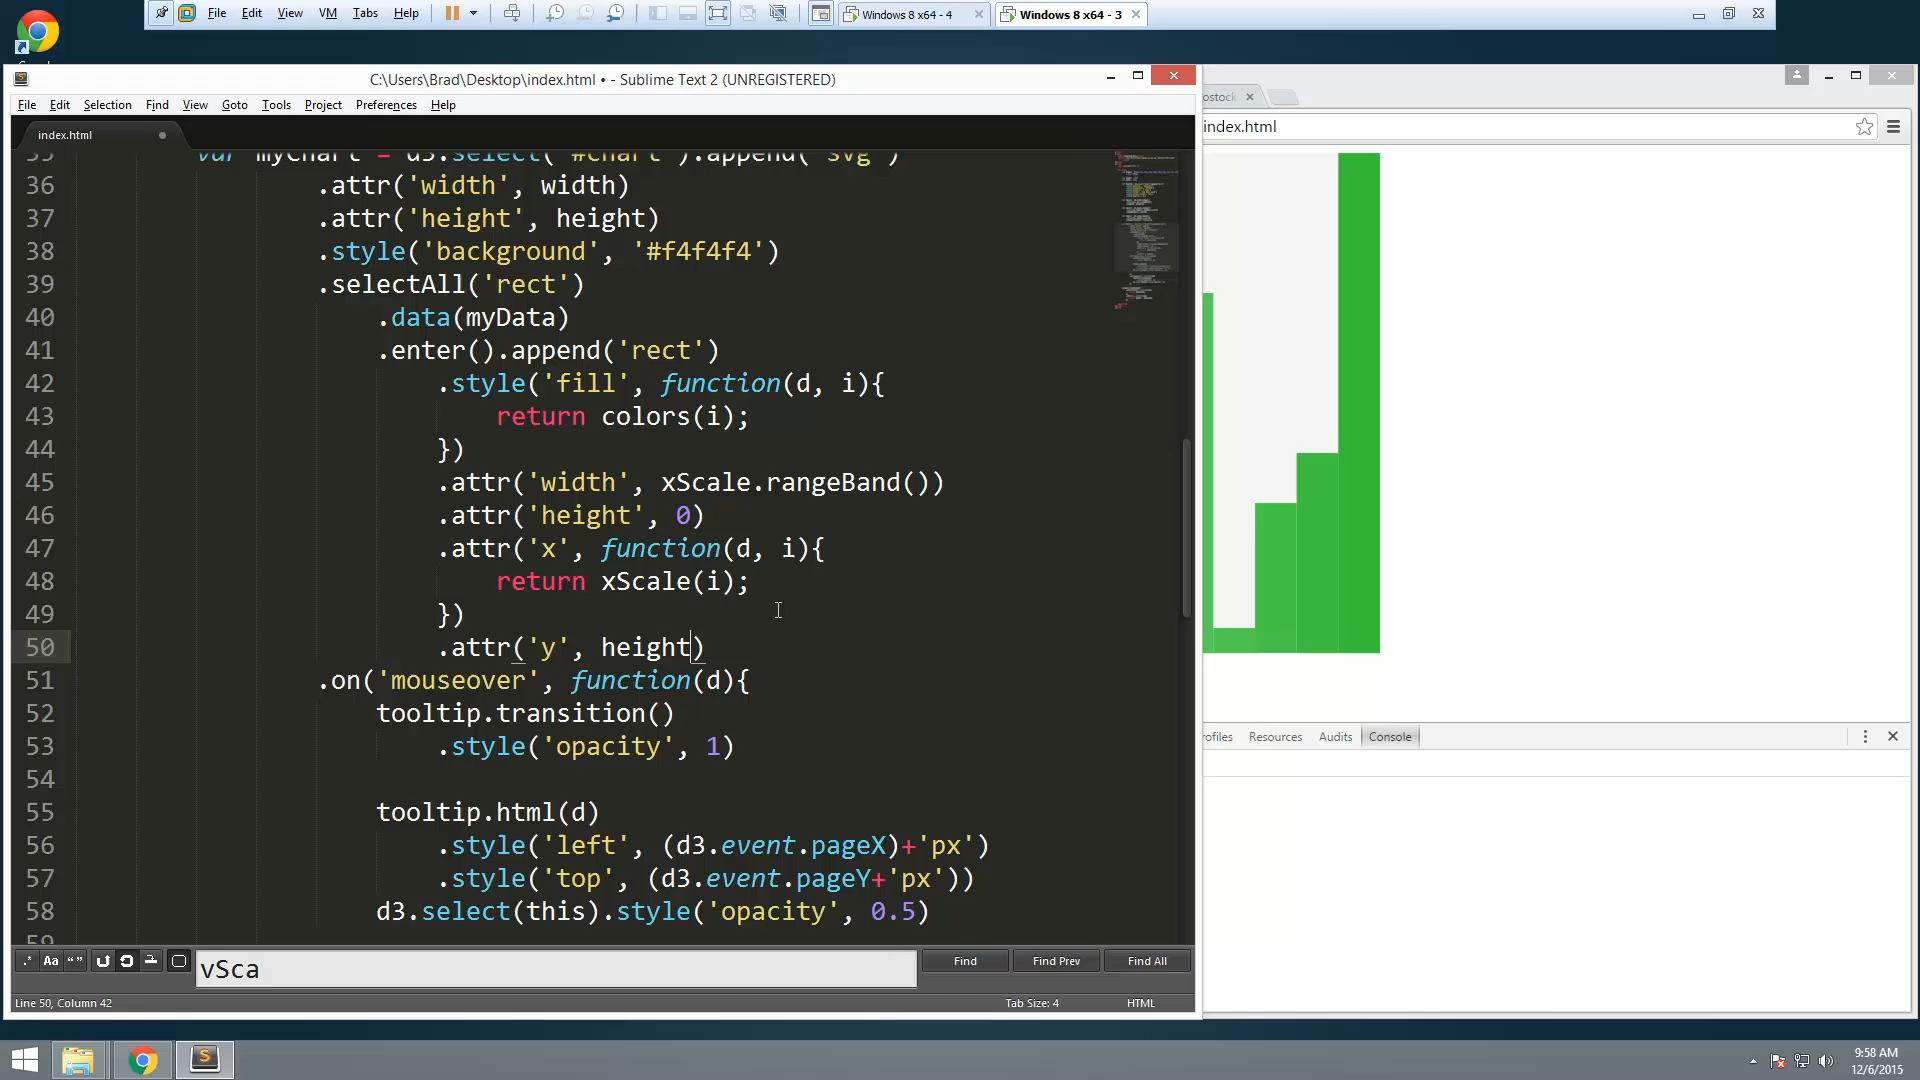 File Edit View VM Tabs Help
Windows 8 x64 - 4
Windows 8 x64 - 3
C:\Users\Brad\Desktop\index.html • - Sublime Text 2 (UNREGISTERED)
File Edit Selection Find View Goto Tools Project Preferences Help
index.html
35 var myChart = d3.select('#chart').append('svg')
36 .attr('width', width)
37 .attr('height', height)
38 .style('background', '#f4f4f4')
39 .selectAll('rect')
40 .data(myData)
41 .enter().append('rect')
42 .style('fill', function(d, i){
43 return colors(i);
44 })
45 .attr('width', xScale.rangeBand())
46 .attr('height', 0)
47 .attr('x', function(d, i){
48 return xScale(i);
49 })
50 .attr('y', height)
51 .on('mouseover', function(d){
52 tooltip.transition()
53 .style('opacity', 1)
54
55 tooltip.html(d)
56 .style('left', (d3.event.pageX)+'px')
57 .style('top', (d3.event.pageY+'px'))
58 d3.select(this).style('opacity', 0.5)
59
.* Aa “” vSca Find Find Prev Find All
Line 50, Column 42 Tab Size: 4 HTML
ostock
index.html
rofiles Resources Audits Console
9:58 AM
12/6/2015